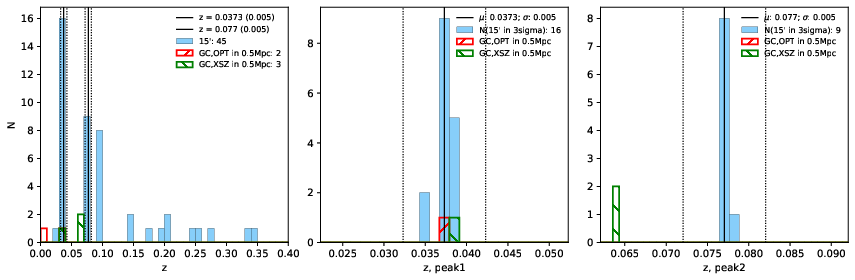 z = 0.0373 (0.005)
z = 0.077 (0.005)
15': 45
GC,OPT in 0.5Mpc: 2
GC,XSZ in 0.5Mpc: 3
N
16
14
12
10
8
6
4
2
0
0.00 0.05 0.10 0.15 0.20 0.25 0.30 0.35 0.40
z
μ: 0.0373; σ: 0.005
N(15' in 3sigma): 16
GC,OPT in 0.5Mpc
GC,XSZ in 0.5Mpc
8
6
4
2
0
0.025 0.030 0.035 0.040 0.045 0.050
z, peak1
μ: 0.077; σ: 0.005
N(15' in 3sigma): 9
GC,OPT in 0.5Mpc
GC,XSZ in 0.5Mpc
8
7
6
5
4
3
2
1
0
0.065 0.070 0.075 0.080 0.085 0.090
z, peak2